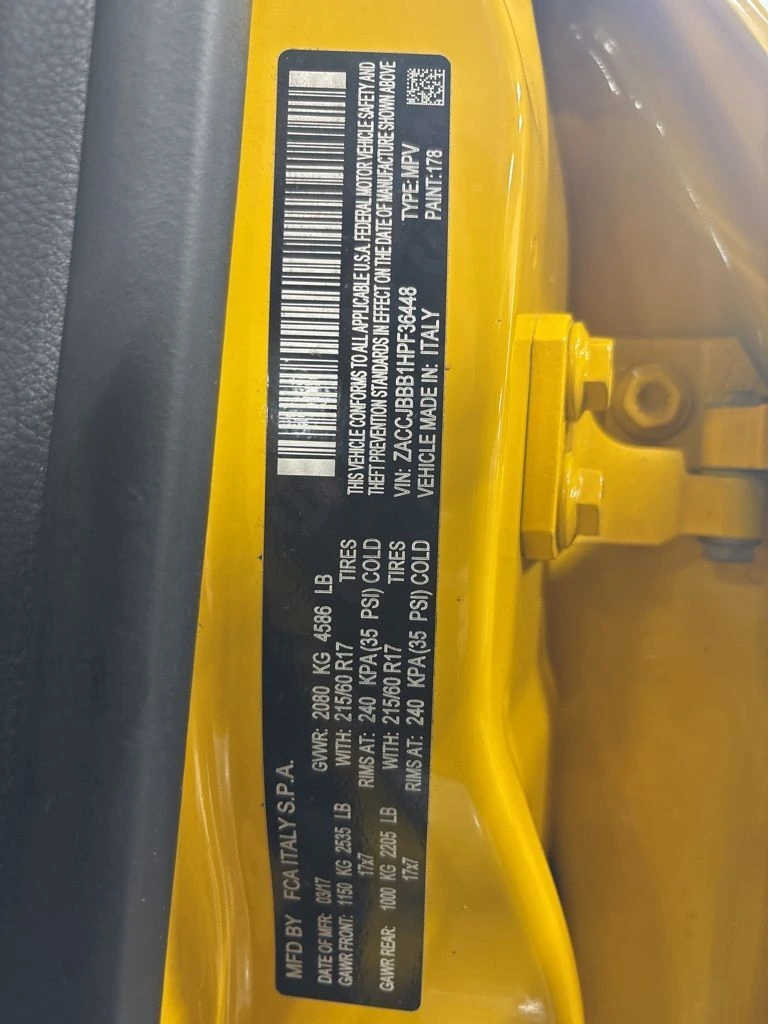 MFD BY FCA ITALY S.P.A.
DATE OF MFR: 03/17 GVWR: 2080 KG 4586 LB
GAWR FRONT: 1150 KG 2535 LB WITH: 215/60 R17 TIRES
17x7 RIMS AT: 240 KPA(35 PSI) COLD
GAWR REAR: 1000 KG 2205 LB WITH: 215/60 R17 TIRES
17x7 RIMS AT: 240 KPA(35 PSI) COLD
THIS VEHICLE CONFORMS TO ALL APPLICABLE U.S.A. FEDERAL MOTOR VEHICLE SAFETY AND
THEFT PREVENTION STANDARDS IN EFFECT ON THE DATE OF MANUFACTURE SHOWN ABOVE
VIN: ZACCJBBB1HPF36448 TYPE:MPV
VEHICLE MADE IN: ITALY PAINT:178